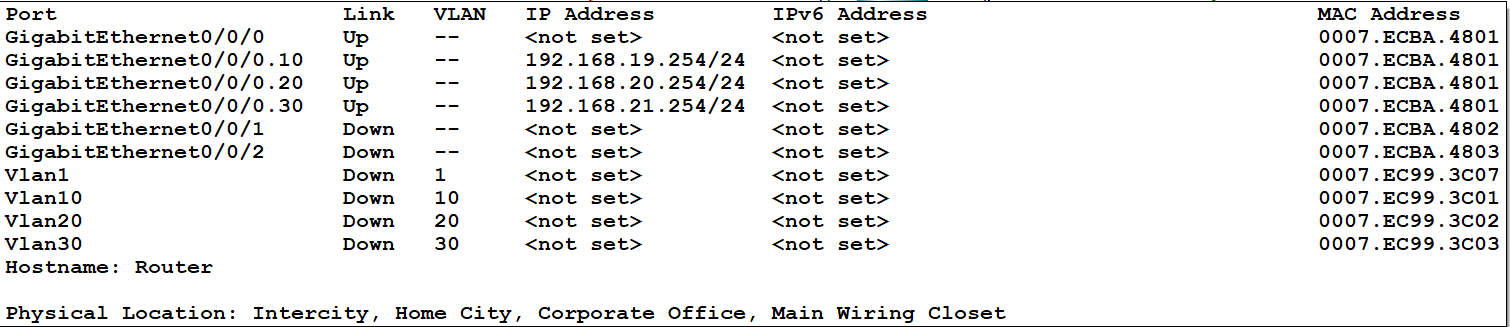 Port Link VLAN IP Address IPv6 Address MAC Address
GigabitEthernet0/0/0 Up -- <not set> <not set> 0007.ECBA.4801
GigabitEthernet0/0/0.10 Up -- 192.168.19.254/24 <not set> 0007.ECBA.4801
GigabitEthernet0/0/0.20 Up -- 192.168.20.254/24 <not set> 0007.ECBA.4801
GigabitEthernet0/0/0.30 Up -- 192.168.21.254/24 <not set> 0007.ECBA.4801
GigabitEthernet0/0/1 Down -- <not set> <not set> 0007.ECBA.4802
GigabitEthernet0/0/2 Down -- <not set> <not set> 0007.ECBA.4803
Vlan1 Down 1 <not set> <not set> 0007.EC99.3C07
Vlan10 Down 10 <not set> <not set> 0007.EC99.3C01
Vlan20 Down 20 <not set> <not set> 0007.EC99.3C02
Vlan30 Down 30 <not set> <not set> 0007.EC99.3C03
Hostname: Router
Physical Location: Intercity, Home City, Corporate Office, Main Wiring Closet